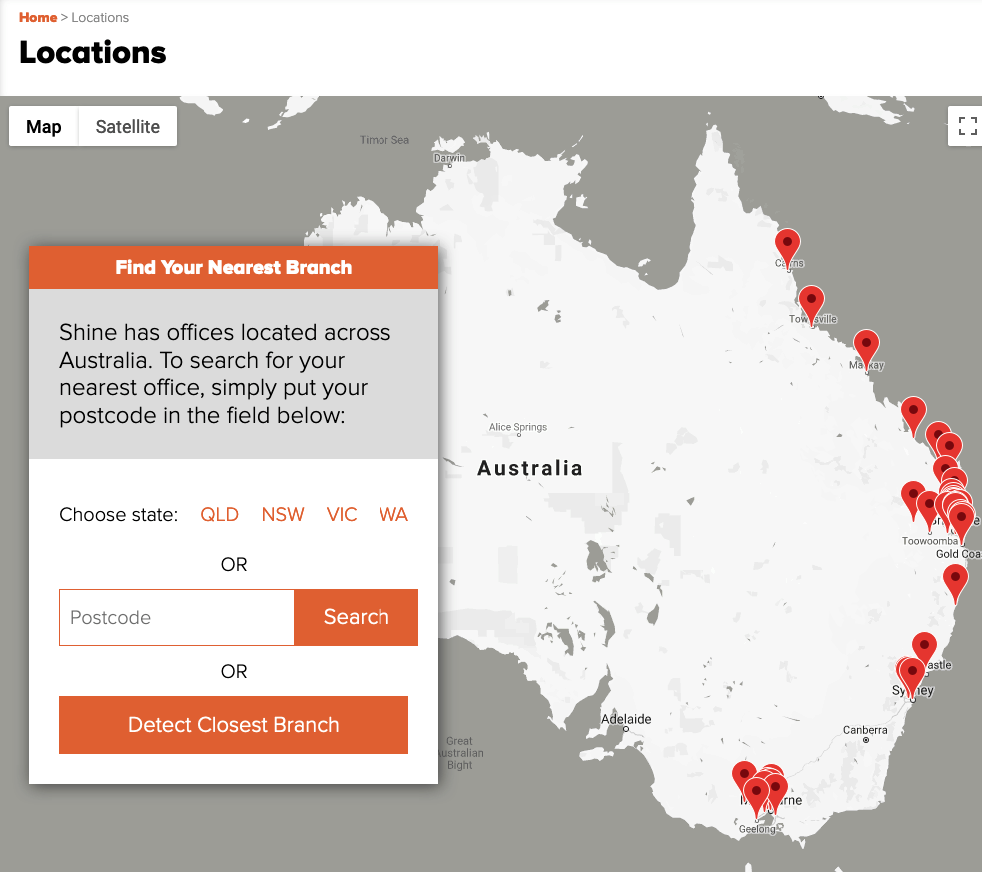 Home > Locations
Locations
Map
Satellite
Timor Sea
Darwin
Cairns
Townsville
Mackay
Find Your Nearest Branch
Shine has offices located across
Australia. To search for your
nearest office, simply put your
postcode in the field below:
Alice Springs
Australia
Choose state: QLD NSW VIC WA
Toowoomba
Gold Coa
OR
Postcode
Search
OR
astle
Sydney
Detect Closest Branch
Adelaide
Canberra
Great
Australian
Bight
Geelong